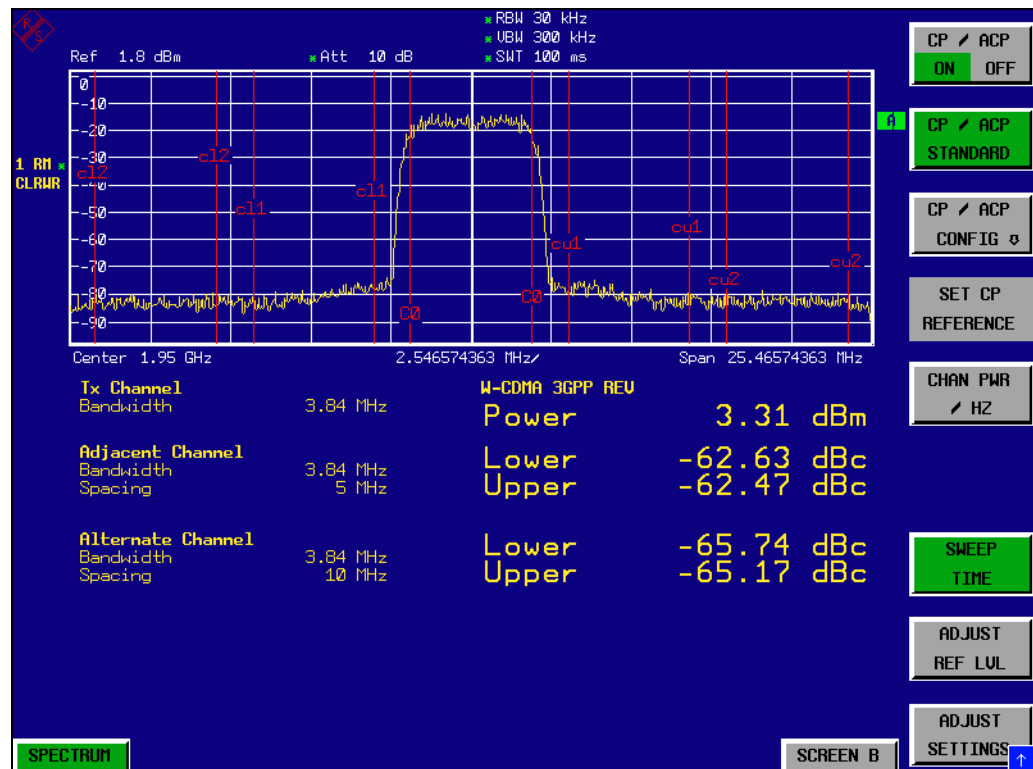 * RBW 30 kHz
* VBW 300 kHz
Ref 1.8 dBm * Att 10 dB * SWT 100 ms
0
-10
-20
-30
-40
-50
-60
-70
-80
-90
A
1 RM *
CLRWR
cl2
cl2
cl1
cl1
C0
C0
cu1
cu1
cu2
cu2
Center 1.95 GHz 2.546574363 MHz/ Span 25.46574363 MHz
Tx Channel W-CDMA 3GPP REV
Bandwidth 3.84 MHz Power 3.31 dBm
Adjacent Channel Lower -62.63 dBc
Bandwidth 3.84 MHz
Spacing 5 MHz Upper -62.47 dBc
Alternate Channel Lower -65.74 dBc
Bandwidth 3.84 MHz
Spacing 10 MHz Upper -65.17 dBc
CP / ACP
ON OFF
CP / ACP
STANDARD
CP / ACP
CONFIG
SET CP
REFERENCE
CHAN PWR
/ HZ
SWEEP
TIME
ADJUST
REF LVL
ADJUST
SETTINGS
SPECTRUM
SCREEN B